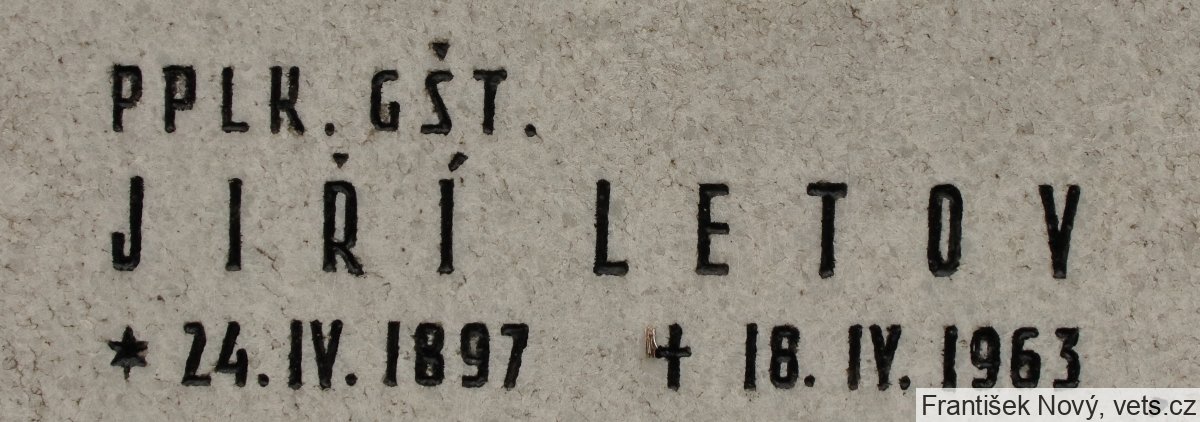 PPLK. GŠT.
JIŘÍ LETOV
* 24. IV. 1897 † 18. IV. 1963
František Nový, vets.cz